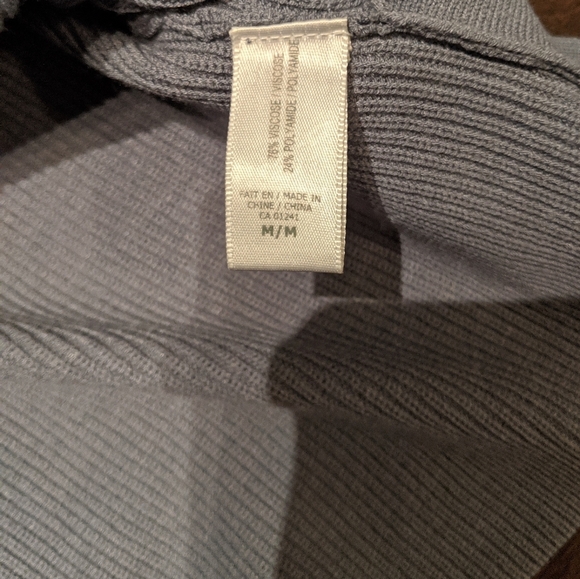 76% VISCOSE / VISCOSE
24% POLYAMIDE / POLYAMIDE
FAIT EN / MADE IN
CHINE / CHINA
CA 01241
M/M